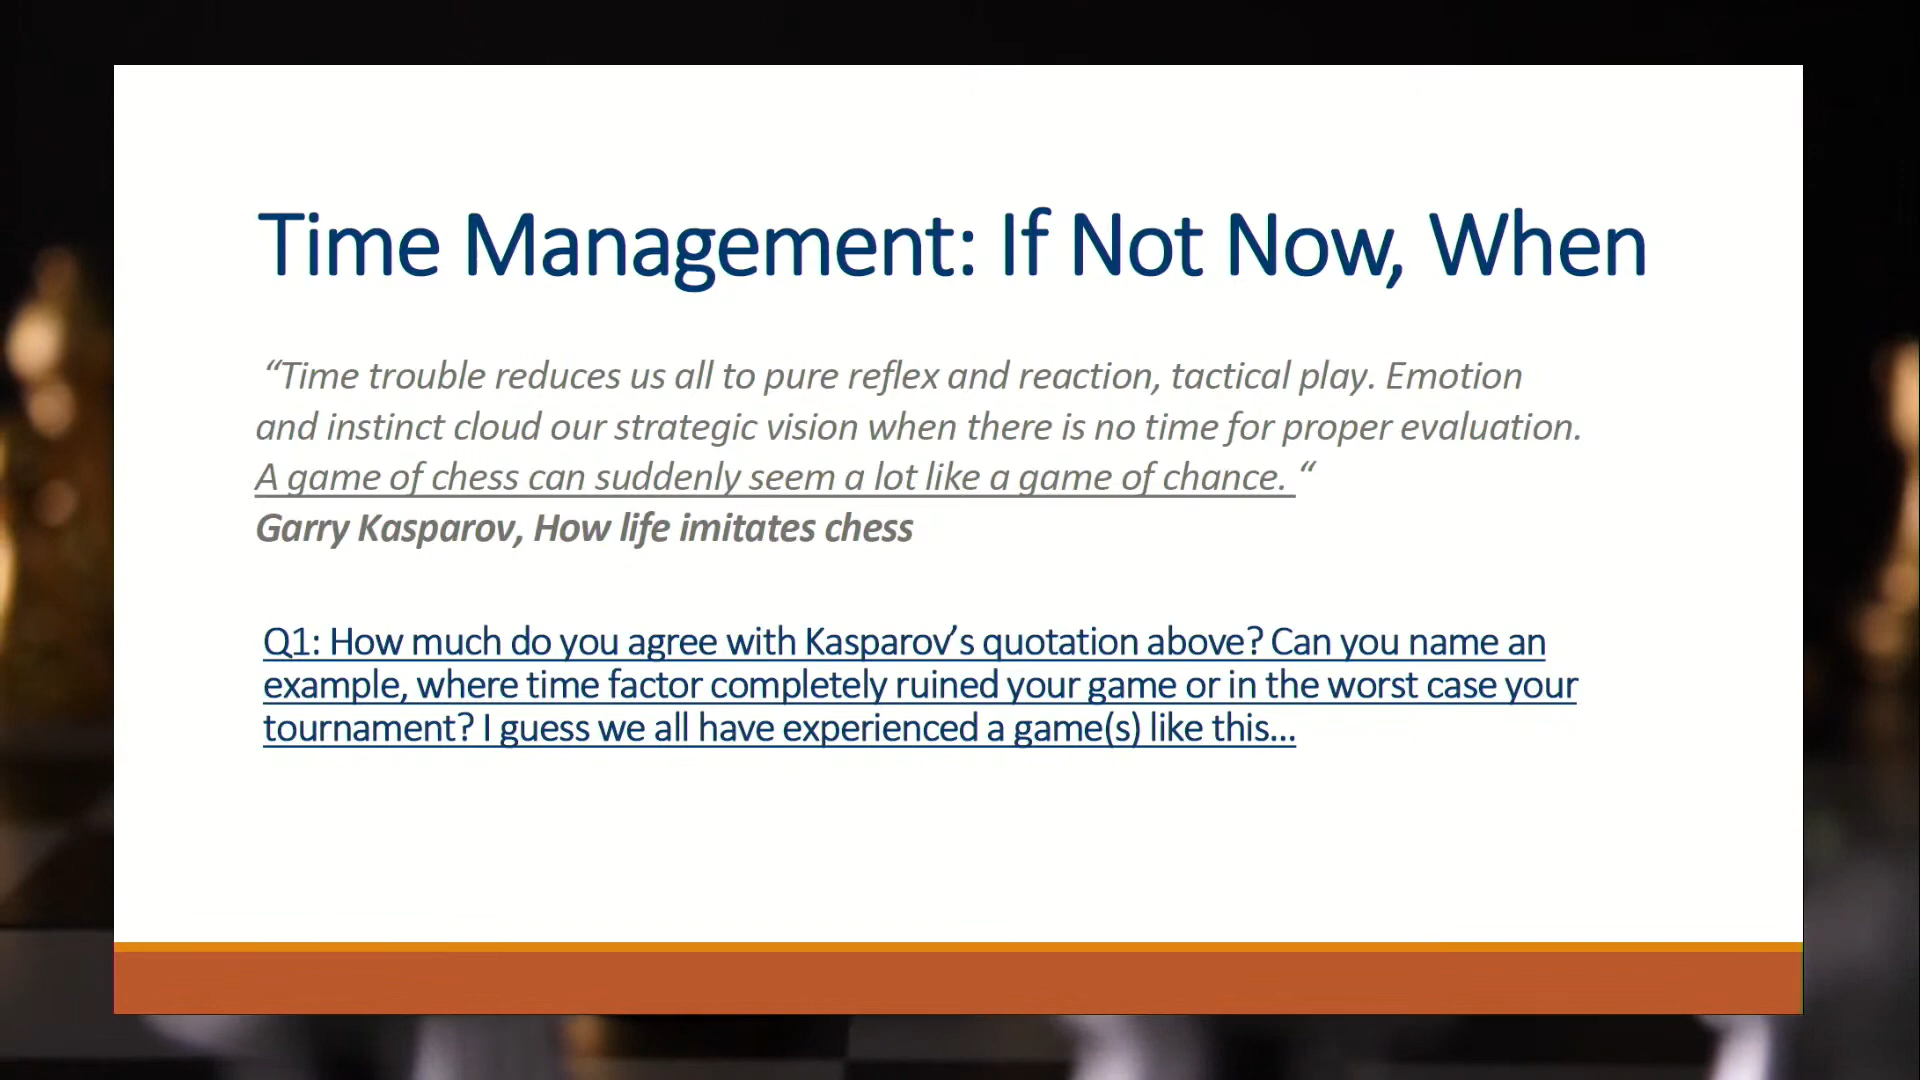 Time Management: If Not Now, When
“Time trouble reduces us all to pure reflex and reaction, tactical play. Emotion
and instinct cloud our strategic vision when there is no time for proper evaluation.
A game of chess can suddenly seem a lot like a game of chance. “
Garry Kasparov, How life imitates chess
Q1: How much do you agree with Kasparov’s quotation above? Can you name an
example, where time factor completely ruined your game or in the worst case your
tournament? I guess we all have experienced a game(s) like this...